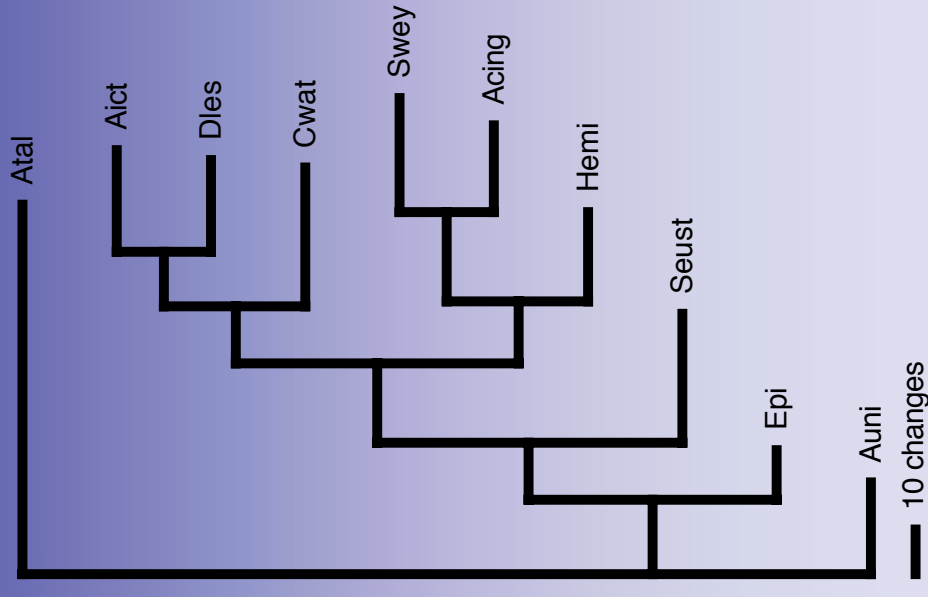 Atal
Aict
Dles
Cwat
Swey
Acing
Hemi
Seust
Epi
Auni
10 changes